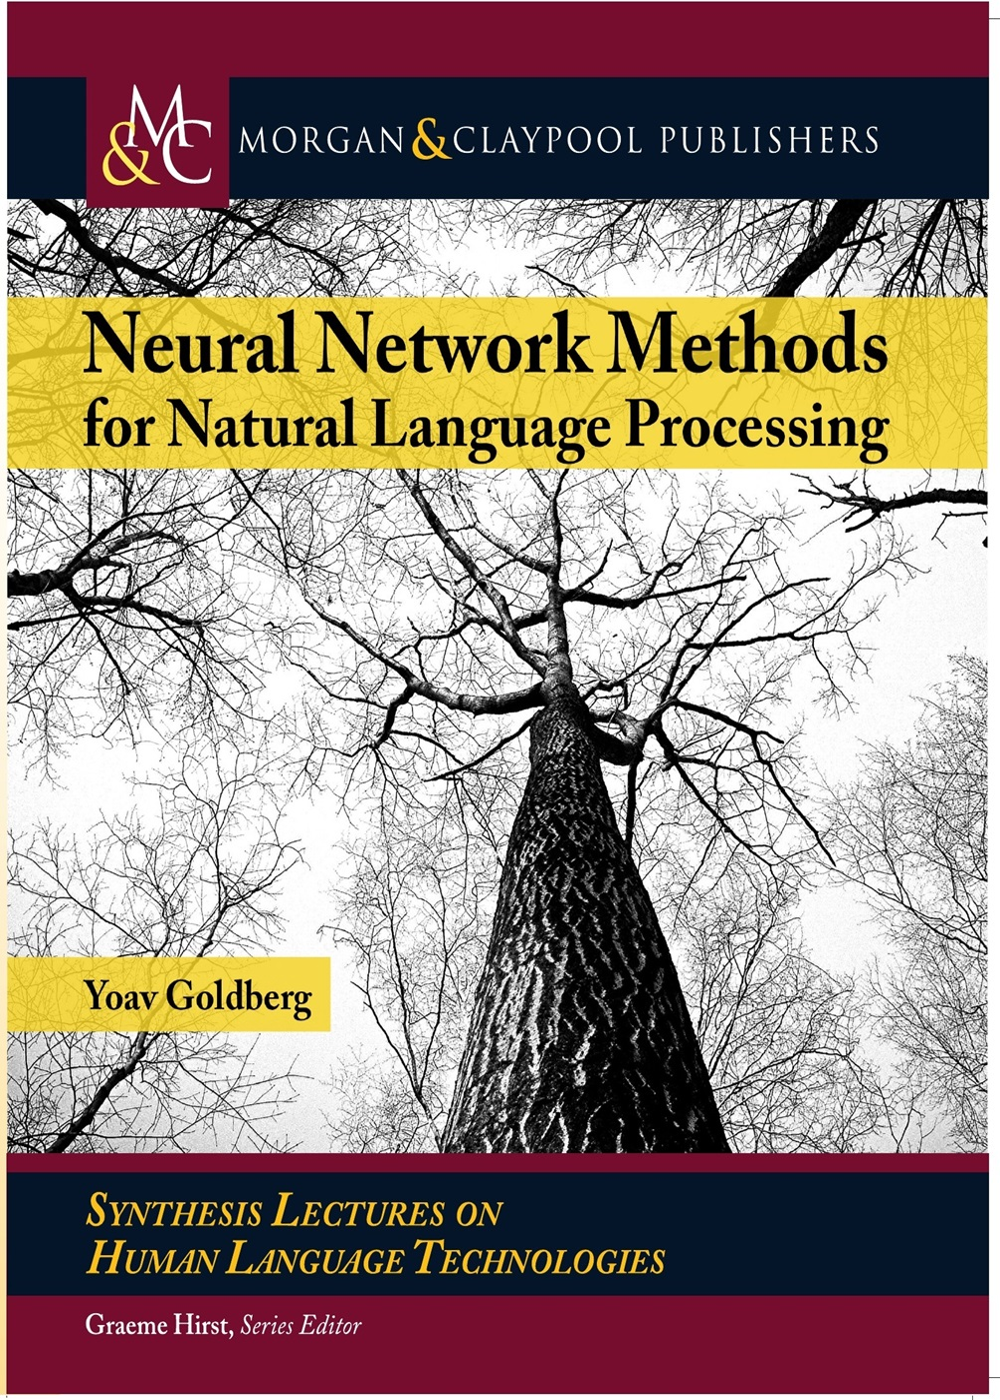 M&C MORGAN & CLAYPOOL PUBLISHERS
Neural Network Methods
for Natural Language Processing
Yoav Goldberg
SYNTHESIS LECTURES ON
HUMAN LANGUAGE TECHNOLOGIES
Graeme Hirst, Series Editor